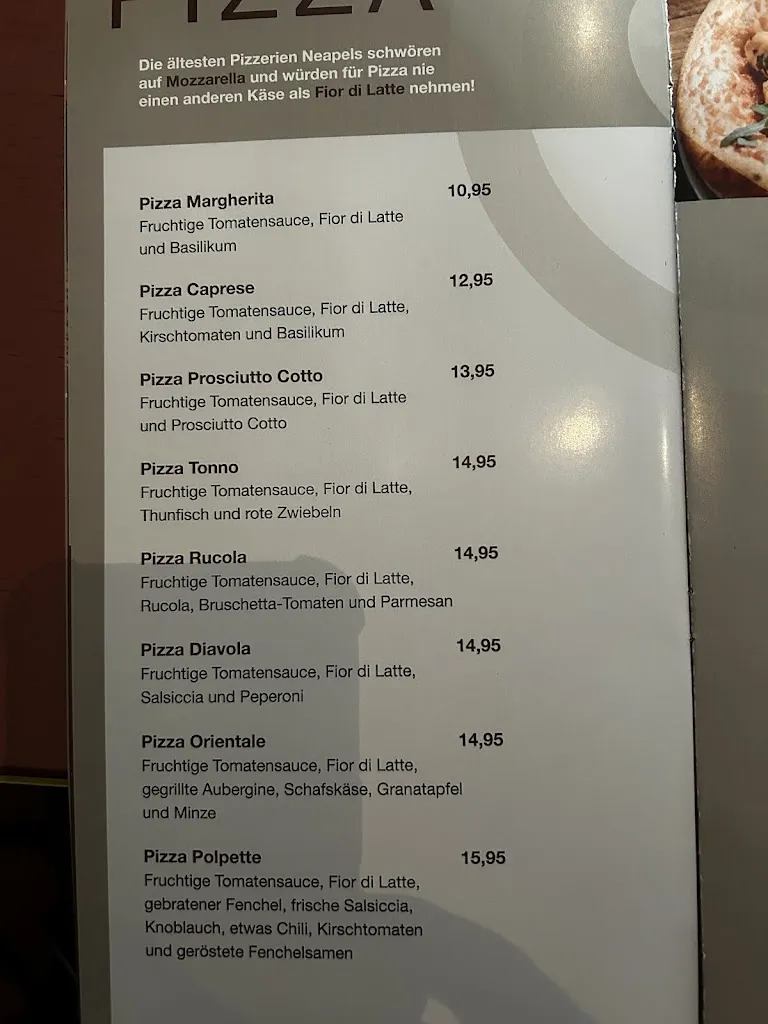 PIZZA
Die ältesten Pizzerien Neapels schwören
auf Mozzarella und würden für Pizza nie
einen anderen Käse als Fior di Latte nehmen!
Pizza Margherita 10,95
Fruchtige Tomatensauce, Fior di Latte
und Basilikum
Pizza Caprese 12,95
Fruchtige Tomatensauce, Fior di Latte,
Kirschtomaten und Basilikum
Pizza Prosciutto Cotto 13,95
Fruchtige Tomatensauce, Fior di Latte
und Prosciutto Cotto
Pizza Tonno 14,95
Fruchtige Tomatensauce, Fior di Latte,
Thunfisch und rote Zwiebeln
Pizza Rucola 14,95
Fruchtige Tomatensauce, Fior di Latte,
Rucola, Bruschetta-Tomaten und Parmesan
Pizza Diavola 14,95
Fruchtige Tomatensauce, Fior di Latte,
Salsiccia und Peperoni
Pizza Orientale 14,95
Fruchtige Tomatensauce, Fior di Latte,
gegrillte Aubergine, Schafskäse, Granatapfel
und Minze
Pizza Polpette 15,95
Fruchtige Tomatensauce, Fior di Latte,
gebratener Fenchel, frische Salsiccia,
Knoblauch, etwas Chili, Kirschtomaten
und geröstete Fenchelsamen